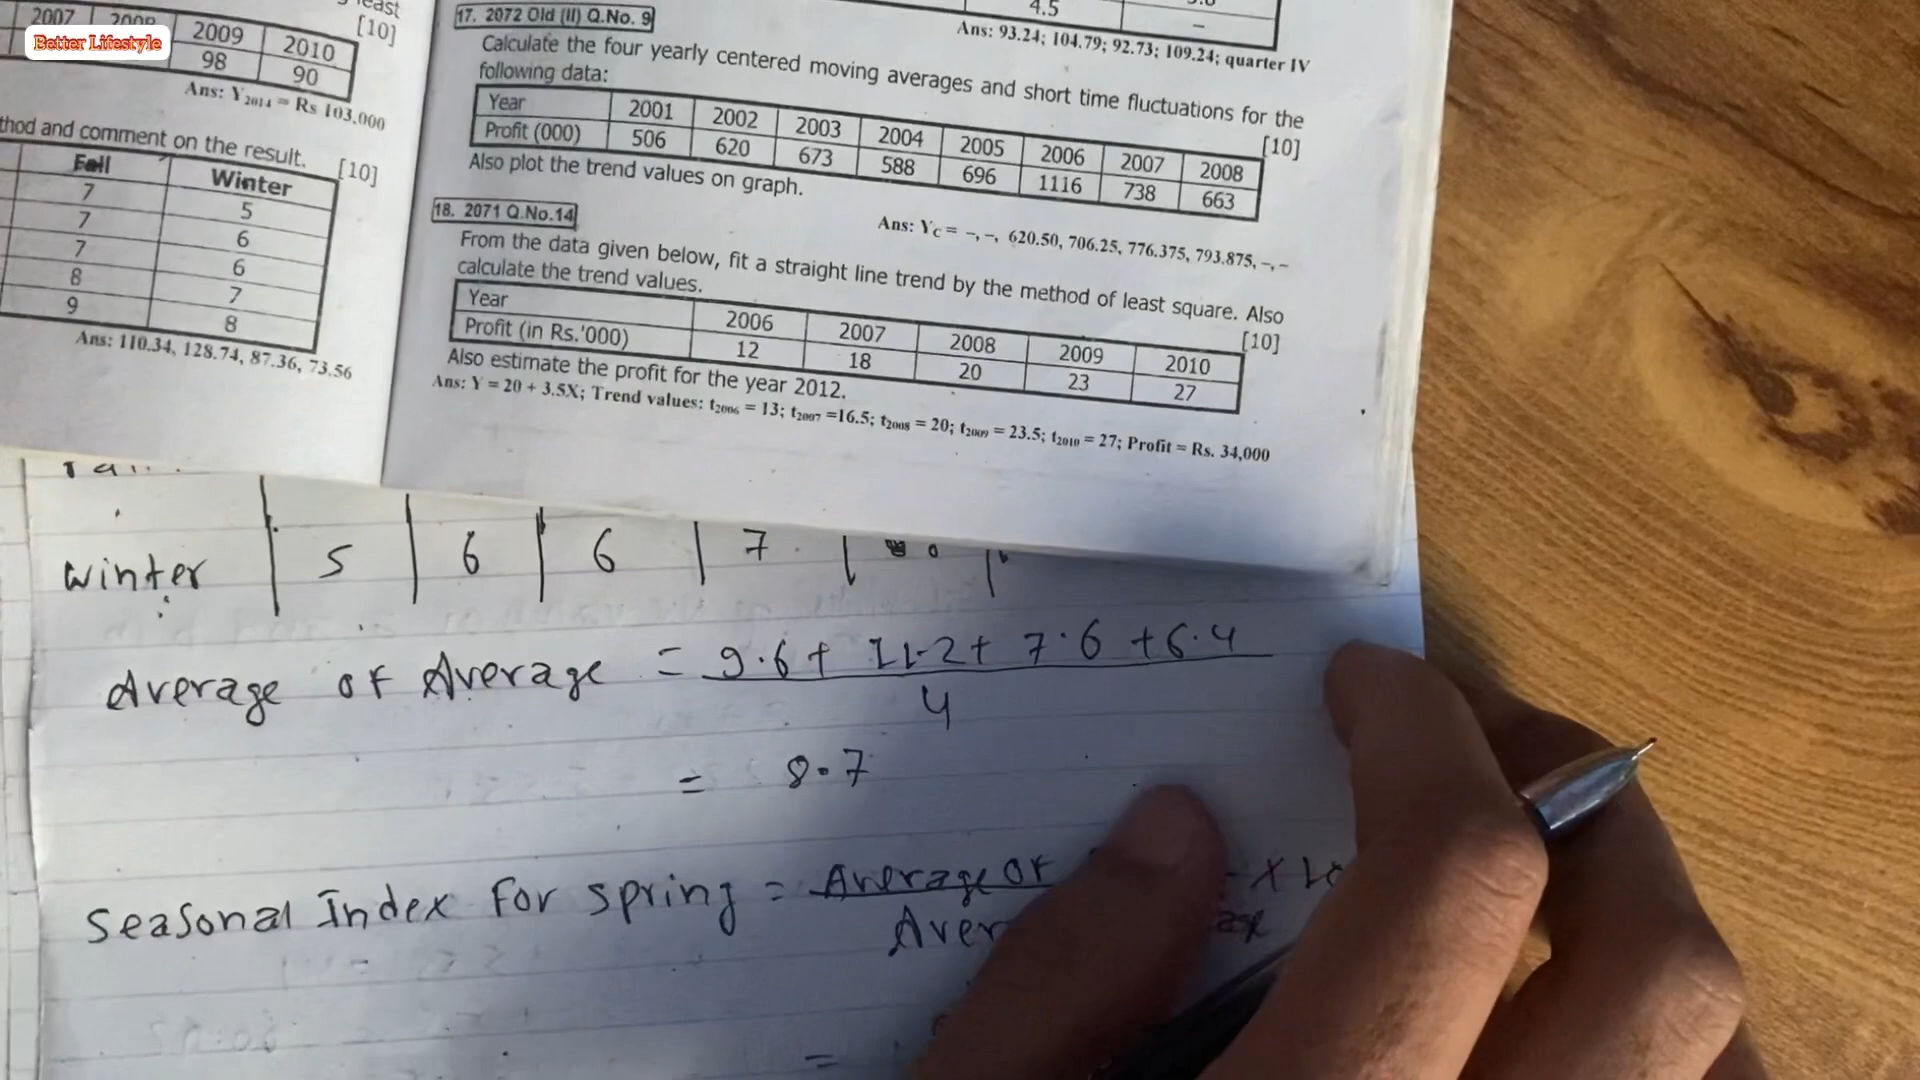 Better Lifestyle
2007 2009 2010
98 90
Ans: Y2014 = Rs 103.000
and comment on the result. [10]
Fall Winter
7 5
7 6
7 6
8 7
9 8
Ans: 110.34, 128.74, 87.36, 73.56
[10]
4.5
–
Ans: 93.24; 104.79; 92.73; 109.24; quarter IV
17. 2072 Old (II) Q.No. 9
Calculate the four yearly centered moving averages and short time fluctuations for the
following data: [10]
Year 2001 2002 2003 2004 2005 2006 2007 2008
Profit (000) 506 620 673 588 696 1116 738 663
Also plot the trend values on graph.
Ans: YC = –, –, 620.50, 706.25, 776.375, 793.875, –, –
18. 2071 Q.No.14
From the data given below, fit a straight line trend by the method of least square. Also
calculate the trend values. [10]
Year 2006 2007 2008 2009 2010
Profit (in Rs.'000) 12 18 20 23 27
Also estimate the profit for the year 2012.
Ans: Y = 20 + 3.5X; Trend values: t2006 = 13; t2007 =16.5; t2008 = 20; t2009 = 23.5; t2010 = 27; Profit = Rs. 34,000
winter 5 6 6 7
Average of Average = 9.6 + 11.2 + 7.6 + 6.4
4
= 8.7
Seasonal Index For spring = Average of
=